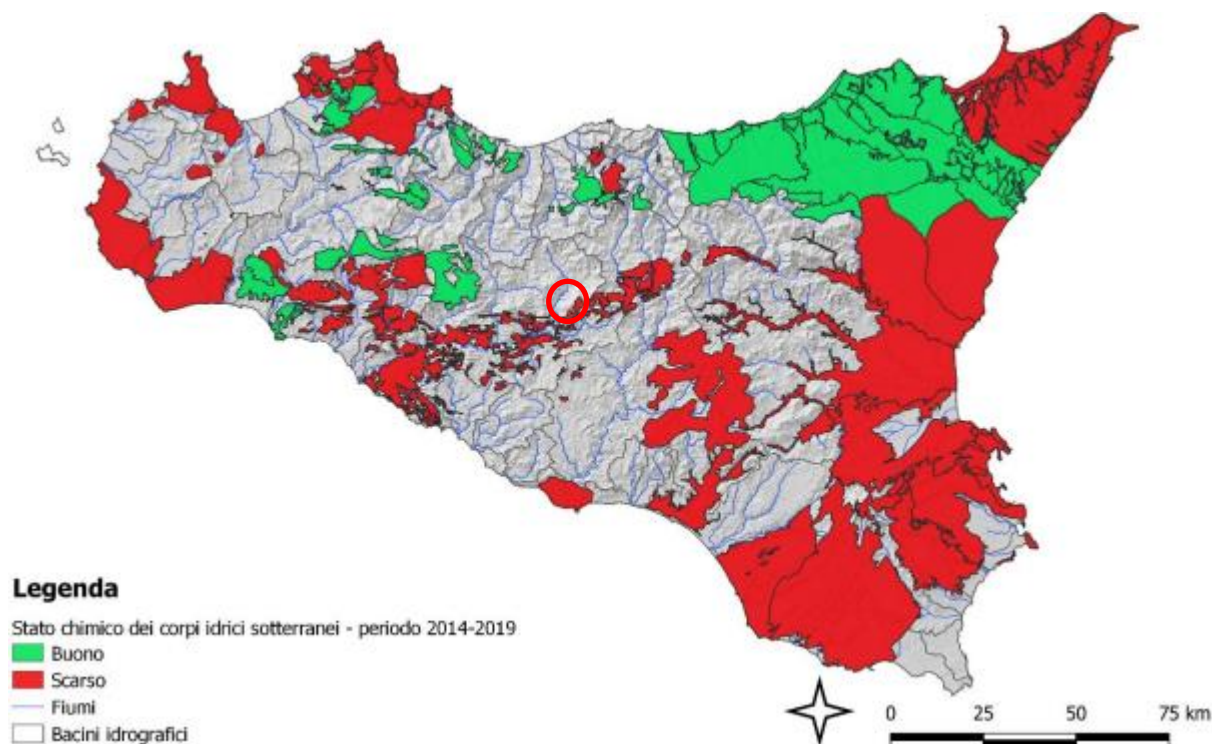 Legenda
Stato chimico dei corpi idrici sotterranei - periodo 2014-2019
Buono
Scarso
Fiumi
Bacini idrografici
0 25 50 75 km